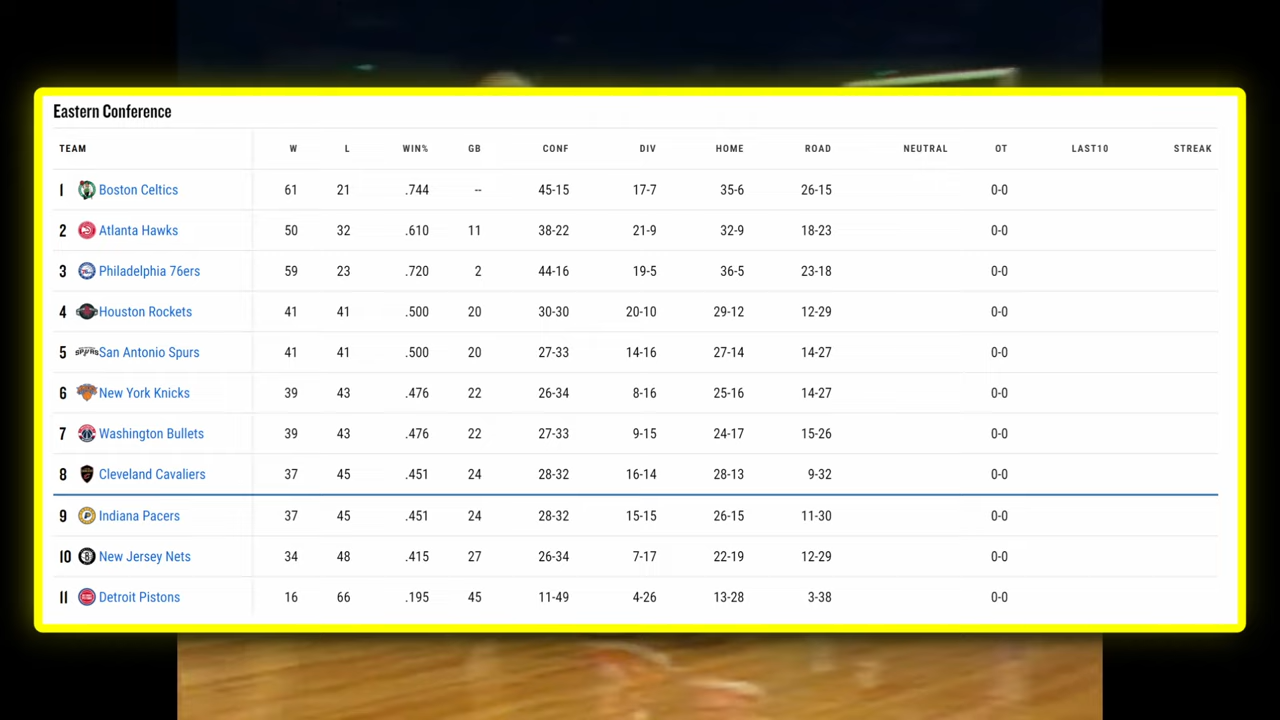 Eastern Conference
TEAM W L WIN% GB CONF DIV HOME ROAD NEUTRAL OT LAST10 STREAK
1 Boston Celtics 61 21 .744 -- 45-15 17-7 35-6 26-15 0-0
2 Atlanta Hawks 50 32 .610 11 38-22 21-9 32-9 18-23 0-0
3 Philadelphia 76ers 59 23 .720 2 44-16 19-5 36-5 23-18 0-0
4 Houston Rockets 41 41 .500 20 30-30 20-10 29-12 12-29 0-0
5 SPURS San Antonio Spurs 41 41 .500 20 27-33 14-16 27-14 14-27 0-0
6 New York Knicks 39 43 .476 22 26-34 8-16 25-16 14-27 0-0
7 Washington Bullets 39 43 .476 22 27-33 9-15 24-17 15-26 0-0
8 Cleveland Cavaliers 37 45 .451 24 28-32 16-14 28-13 9-32 0-0
9 Indiana Pacers 37 45 .451 24 28-32 15-15 26-15 11-30 0-0
10 New Jersey Nets 34 48 .415 27 26-34 7-17 22-19 12-29 0-0
11 Detroit Pistons 16 66 .195 45 11-49 4-26 13-28 3-38 0-0